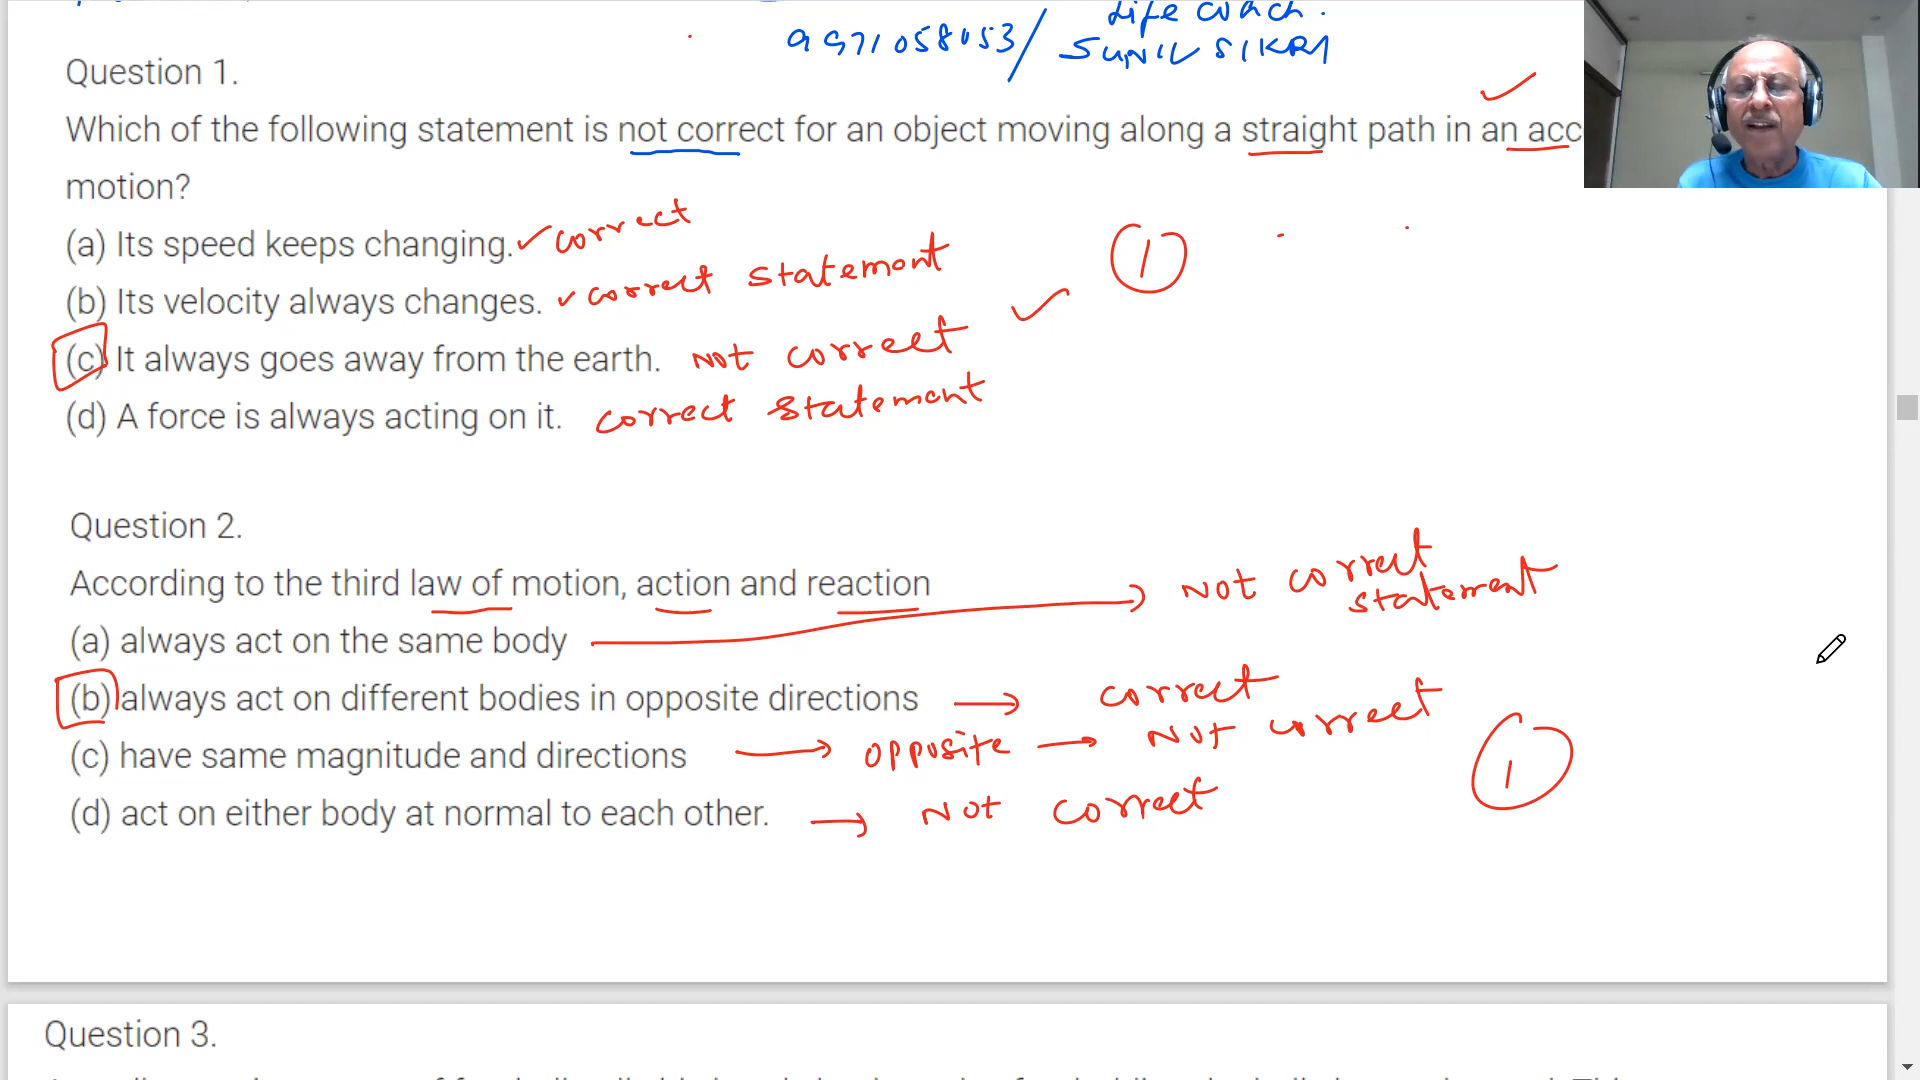 Life coach.
9971058053/ SUNIL SIKRI
Question 1.
Which of the following statement is not correct for an object moving along a straight path in an acc
motion?
(a) Its speed keeps changing. correct
(b) Its velocity always changes. correct statement
(c) It always goes away from the earth. Not correct
(d) A force is always acting on it. correct statement
1
Question 2.
According to the third law of motion, action and reaction
Not correct
statement
(a) always act on the same body
(b) always act on different bodies in opposite directions → correct
(c) have same magnitude and directions → opposite → Not correct
(d) act on either body at normal to each other. → Not correct
1
Question 3.